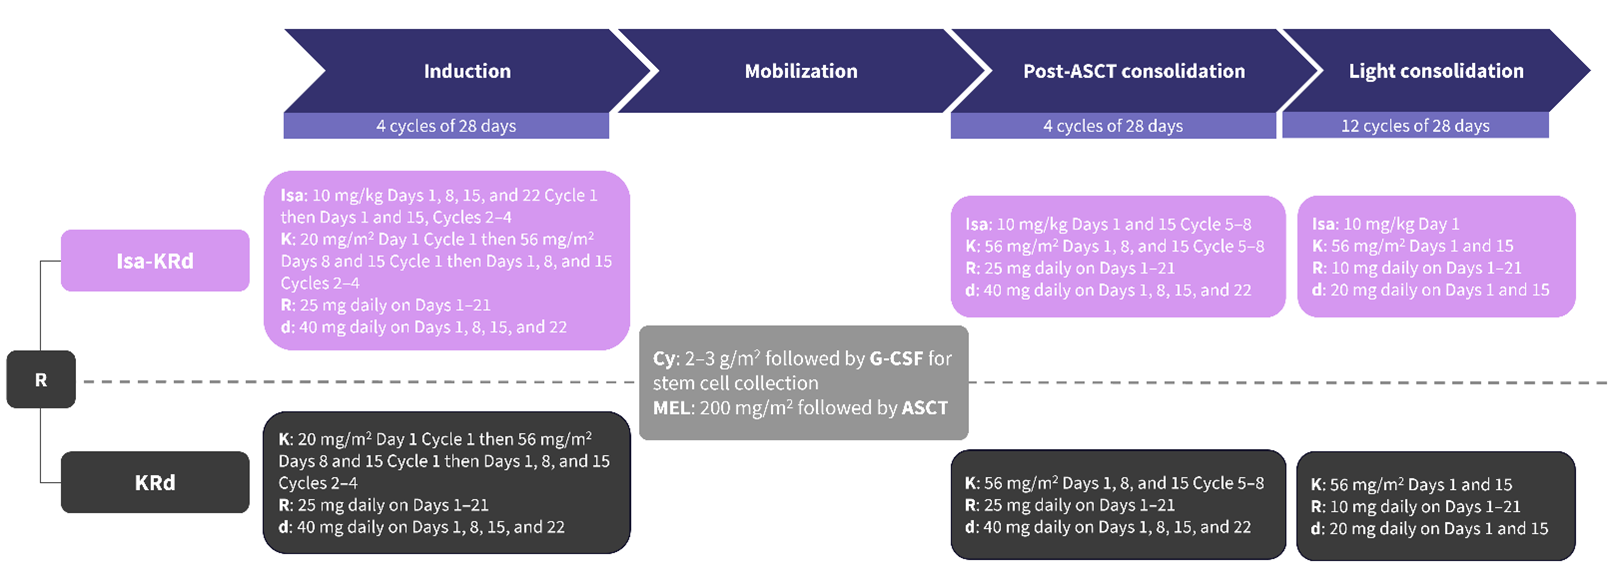 Induction
Mobilization
Post-ASCT consolidation
Light consolidation
4 cycles of 28 days
4 cycles of 28 days
12 cycles of 28 days
Isa-KRd
Isa: 10 mg/kg Days 1, 8, 15, and 22 Cycle 1
then Days 1 and 15, Cycles 2–4
K: 20 mg/m² Day 1 Cycle 1 then 56 mg/m²
Days 8 and 15 Cycle 1 then Days 1, 8, and 15
Cycles 2–4
R: 25 mg daily on Days 1–21
d: 40 mg daily on Days 1, 8, 15, and 22
Isa: 10 mg/kg Days 1 and 15 Cycle 5–8
K: 56 mg/m² Days 1, 8, and 15 Cycle 5–8
R: 25 mg daily on Days 1–21
d: 40 mg daily on Days 1, 8, 15, and 22
Isa: 10 mg/kg Day 1
K: 56 mg/m² Days 1 and 15
R: 10 mg daily on Days 1–21
d: 20 mg daily on Days 1 and 15
R
Cy: 2–3 g/m² followed by G-CSF for
stem cell collection
MEL: 200 mg/m² followed by ASCT
KRd
K: 20 mg/m² Day 1 Cycle 1 then 56 mg/m²
Days 8 and 15 Cycle 1 then Days 1, 8, and 15
Cycles 2–4
R: 25 mg daily on Days 1–21
d: 40 mg daily on Days 1, 8, 15, and 22
K: 56 mg/m² Days 1, 8, and 15 Cycle 5–8
R: 25 mg daily on Days 1–21
d: 40 mg daily on Days 1, 8, 15, and 22
K: 56 mg/m² Days 1 and 15
R: 10 mg daily on Days 1–21
d: 20 mg daily on Days 1 and 15